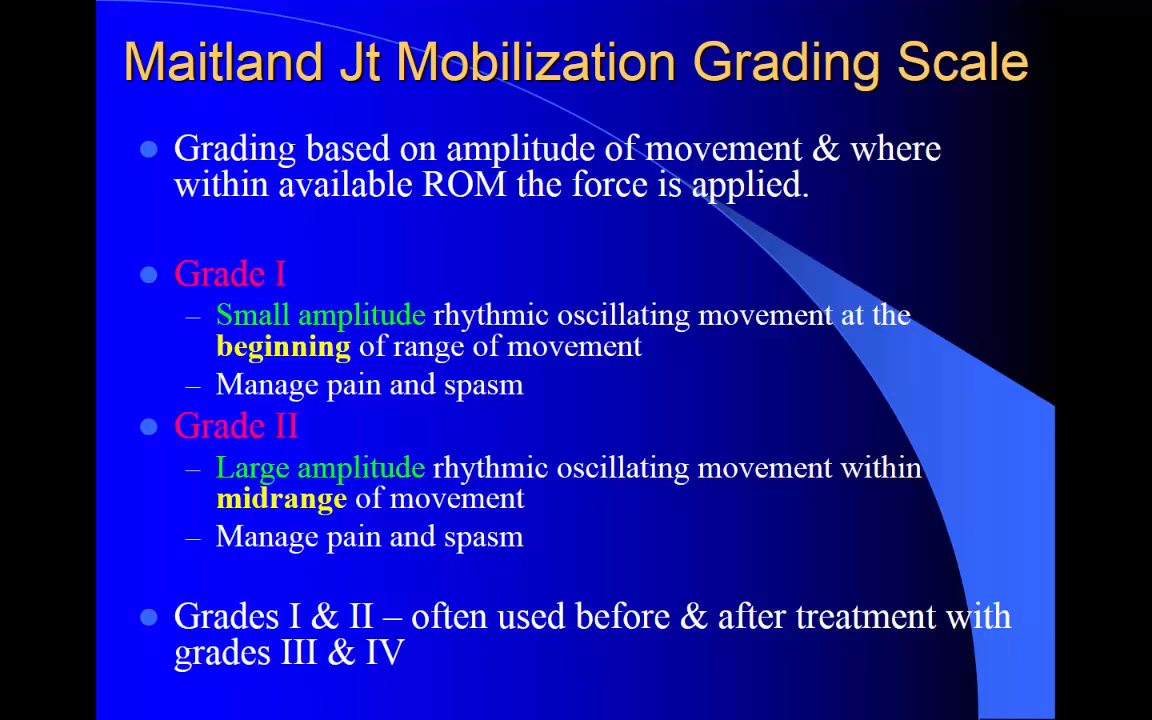 Maitland Jt Mobilization Grading Scale
Grading based on amplitude of movement & where
within available ROM the force is applied.
Grade I
– Small amplitude rhythmic oscillating movement at the
beginning of range of movement
– Manage pain and spasm
Grade II
– Large amplitude rhythmic oscillating movement within
midrange of movement
– Manage pain and spasm
Grades I & II – often used before & after treatment with
grades III & IV